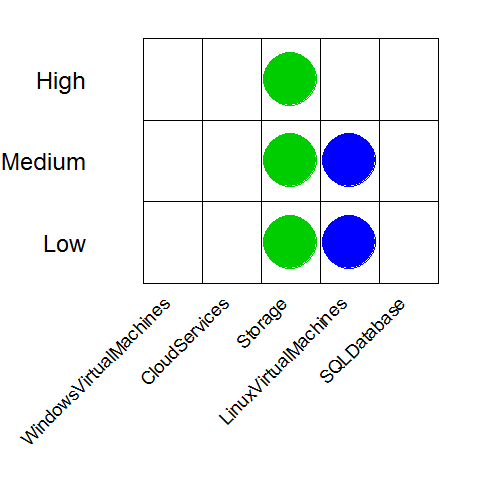 High
Medium
Low
WindowsVirtualMachines
CloudServices
Storage
LinuxVirtualMachines
SQLDatabase